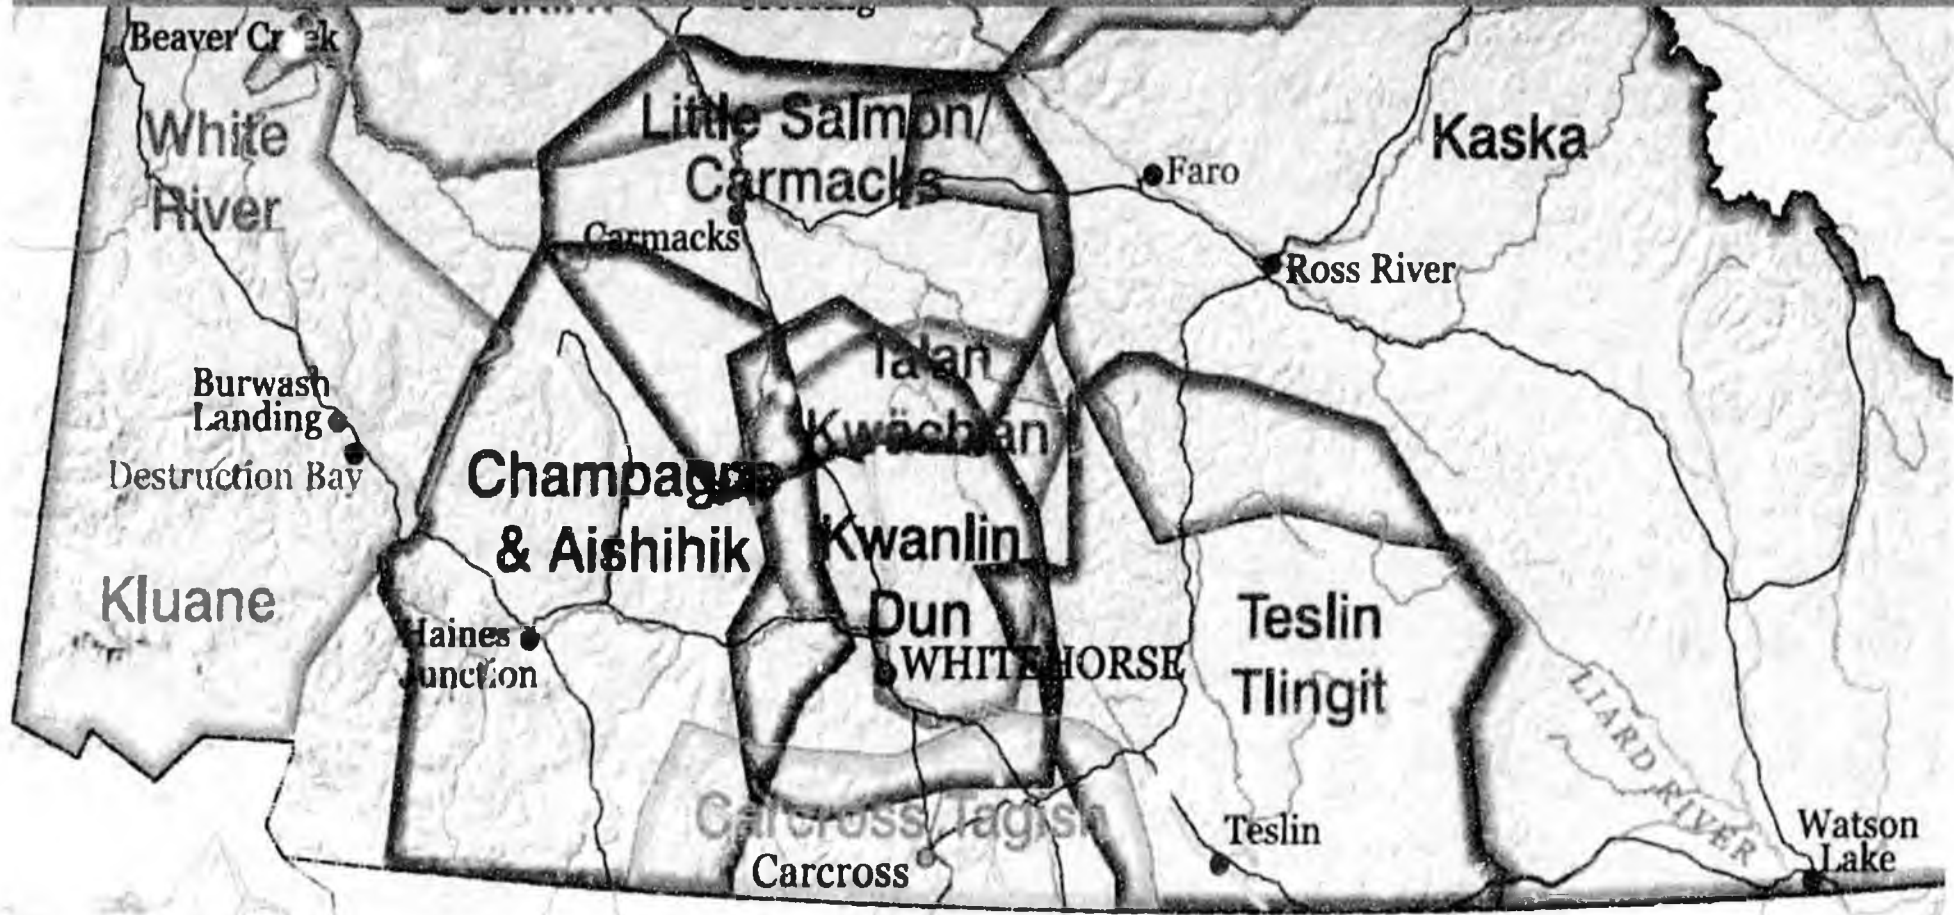 Beaver Creek
White
River
Little Salmon/
Carmacks
Carmacks
Faro
Kaska
Ross River
Burwash
Landing
Destruction Bay
Ta'an
Kwächän
Champagne
& Aishihik
Kwanlin
Dun
WHITEHORSE
Kluane
Haines
Junction
Teslin
Tlingit
LIARD RIVER
Carcross/Tagish
Carcross
Teslin
Watson
Lake